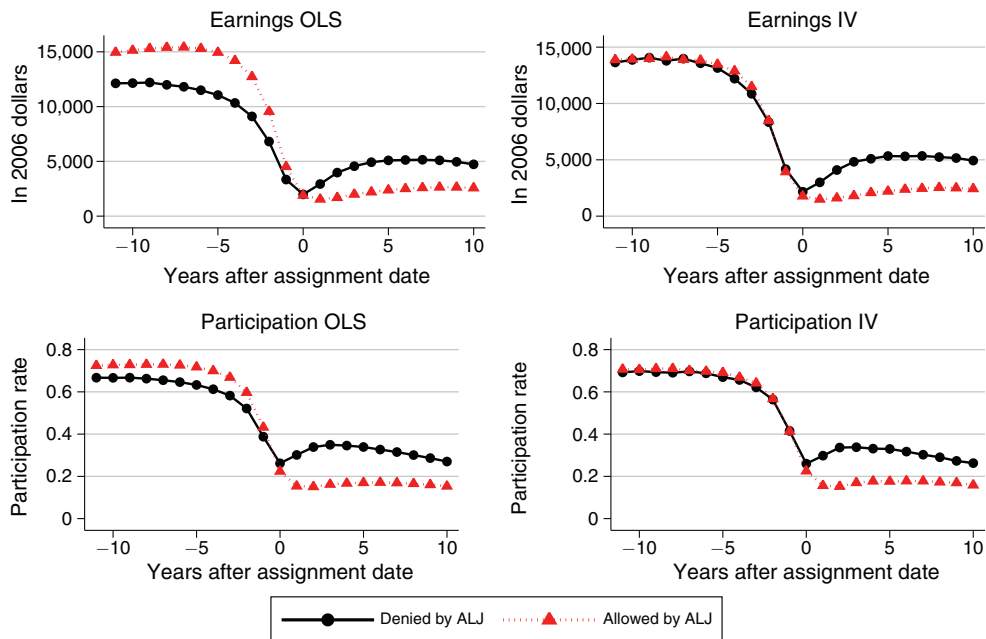 Earnings OLS
15,000
10,000
5,000
0
In 2006 dollars
−10 −5 0 5 10
Years after assignment date
Earnings IV
15,000
10,000
5,000
0
In 2006 dollars
−10 −5 0 5 10
Years after assignment date
Participation OLS
0.8
0.6
0.4
0.2
0
Participation rate
−10 −5 0 5 10
Years after assignment date
Participation IV
0.8
0.6
0.4
0.2
0
Participation rate
−10 −5 0 5 10
Years after assignment date
Denied by ALJ Allowed by ALJ